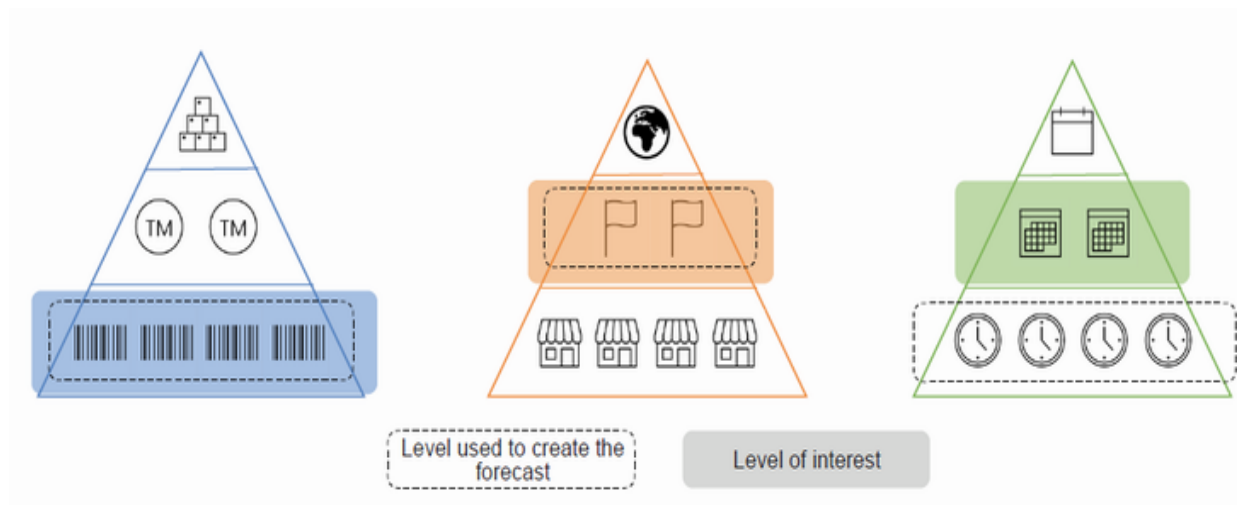 TM TM
Level used to create the
forecast
Level of interest